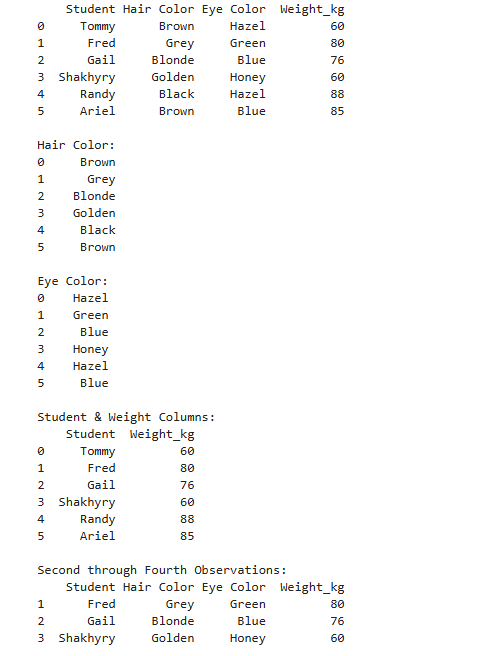 Student Hair Color Eye Color Weight_kg
0 Tommy Brown Hazel 60
1 Fred Grey Green 80
2 Gail Blonde Blue 76
3 Shakhyry Golden Honey 60
4 Randy Black Hazel 88
5 Ariel Brown Blue 85
Hair Color:
0 Brown
1 Grey
2 Blonde
3 Golden
4 Black
5 Brown
Eye Color:
0 Hazel
1 Green
2 Blue
3 Honey
4 Hazel
5 Blue
Student & Weight Columns:
Student Weight_kg
0 Tommy 60
1 Fred 80
2 Gail 76
3 Shakhyry 60
4 Randy 88
5 Ariel 85
Second through Fourth Observations:
Student Hair Color Eye Color Weight_kg
1 Fred Grey Green 80
2 Gail Blonde Blue 76
3 Shakhyry Golden Honey 60